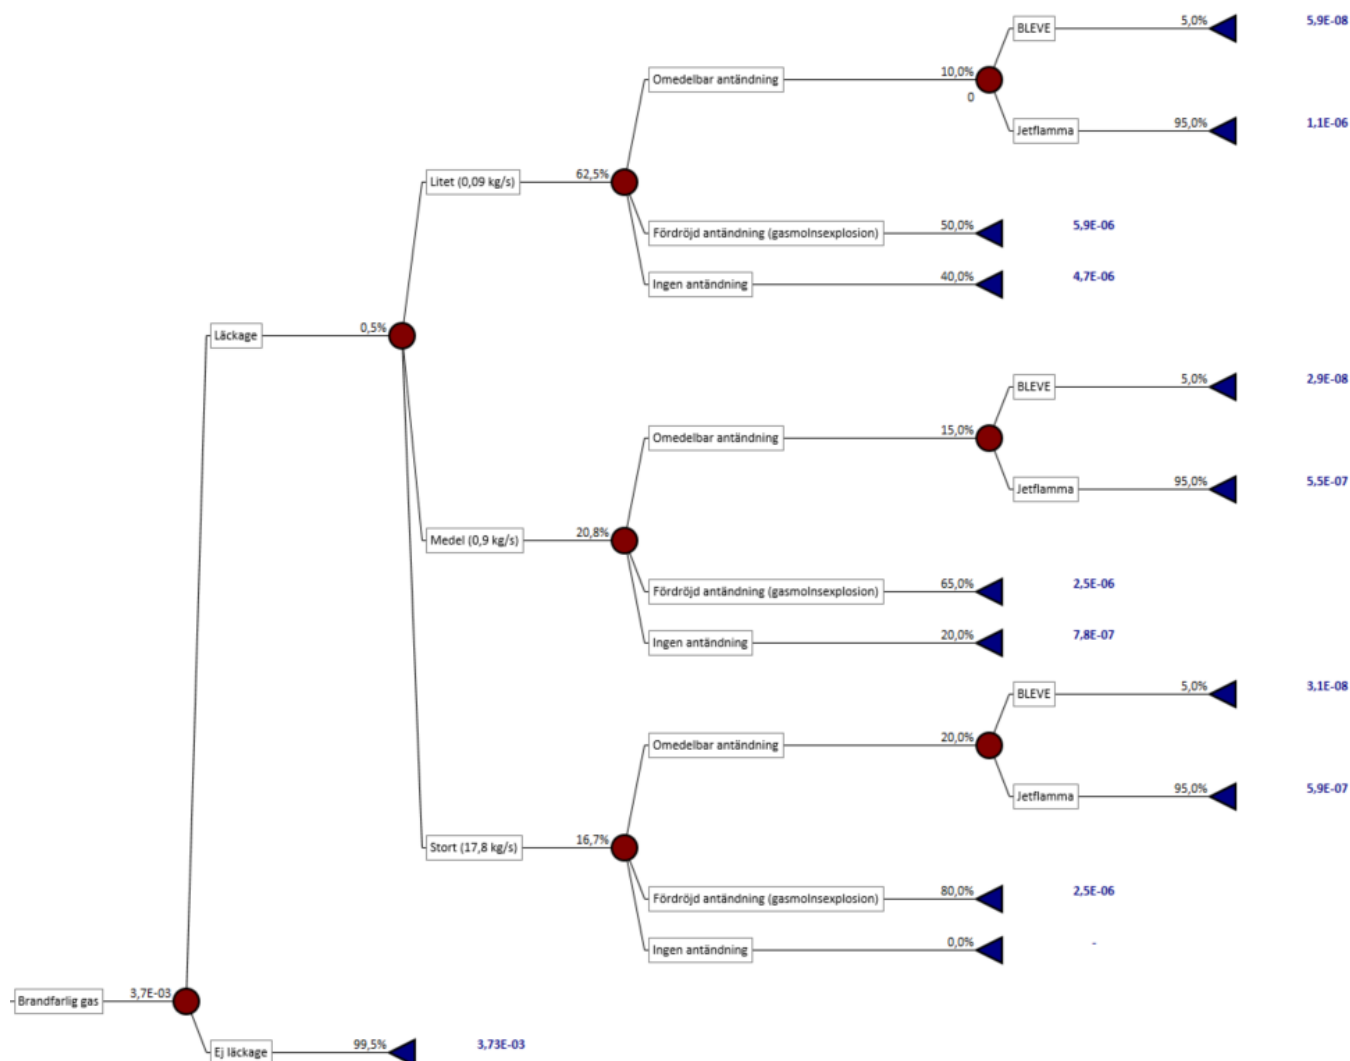 BLEVE 5,0% 5,9E-08
Omedelbar antändning 10,0%
0
Jetflamma 95,0% 1,1E-06
Litet (0,09 kg/s) 62,5%
Fördröjd antändning (gasmolnsexplosion) 50,0% 5,9E-06
Ingen antändning 40,0% 4,7E-06
Läckage 0,5%
BLEVE 5,0% 2,9E-08
Omedelbar antändning 15,0%
Jetflamma 95,0% 5,5E-07
Medel (0,9 kg/s) 20,8%
Fördröjd antändning (gasmolnsexplosion) 65,0% 2,5E-06
Ingen antändning 20,0% 7,8E-07
BLEVE 5,0% 3,1E-08
Omedelbar antändning 20,0%
Jetflamma 95,0% 5,9E-07
Stort (17,8 kg/s) 16,7%
Fördröjd antändning (gasmolnsexplosion) 80,0% 2,5E-06
Ingen antändning 0,0% -
Brandfarlig gas 3,7E-03
Ej läckage 99,5% 3,73E-03